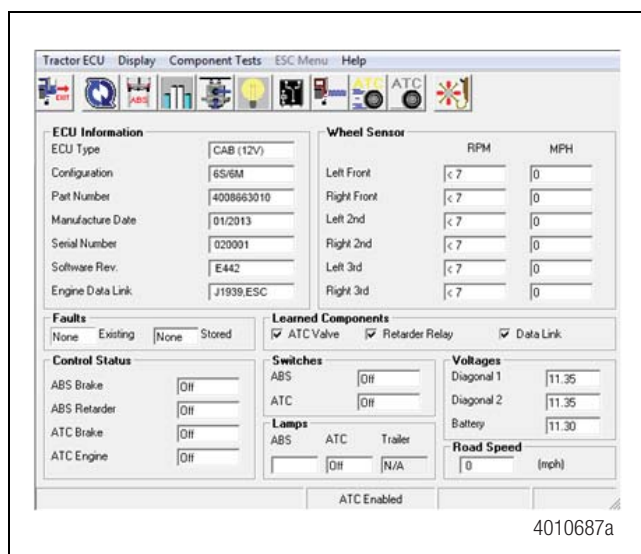 Tractor ECU Display Component Tests ESC Menu Help
EXIT ABS ATC ATC
ECU Information
ECU Type CAB (12V)
Configuration 6S/6M
Part Number 4008663010
Manufacture Date 01/2013
Serial Number 020001
Software Rev. E442
Engine Data Link J1939,ESC
Wheel Sensor
RPM MPH
Left Front < 7 0
Right Front < 7 0
Left 2nd < 7 0
Right 2nd < 7 0
Left 3rd < 7 0
Right 3rd < 7 0
Faults
None Existing None Stored
Learned Components
ATC Valve Retarder Relay Data Link
Control Status
ABS Brake Off
ABS Retarder Off
ATC Brake Off
ATC Engine Off
Switches
ABS Off
ATC Off
Lamps
ABS ATC Trailer
Off N/A
Voltages
Diagonal 1 11.35
Diagonal 2 11.35
Battery 11.30
Road Speed
0 (mph)
ATC Enabled
4010687a